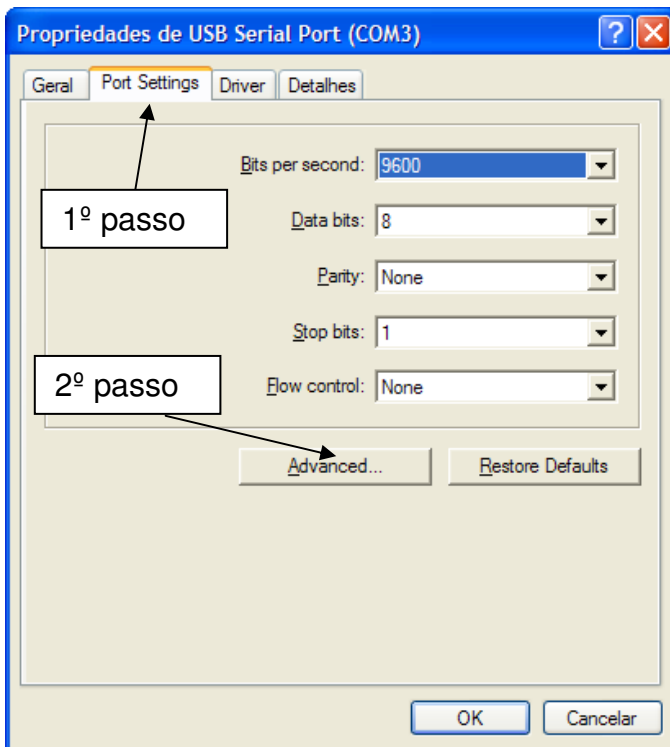 Propriedades de USB Serial Port (COM3)
Geral Port Settings Driver Detalhes
Bits per second: 9600
1º passo
Data bits: 8
Parity: None
Stop bits: 1
2º passo
Flow control: None
Advanced... Restore Defaults
OK Cancelar